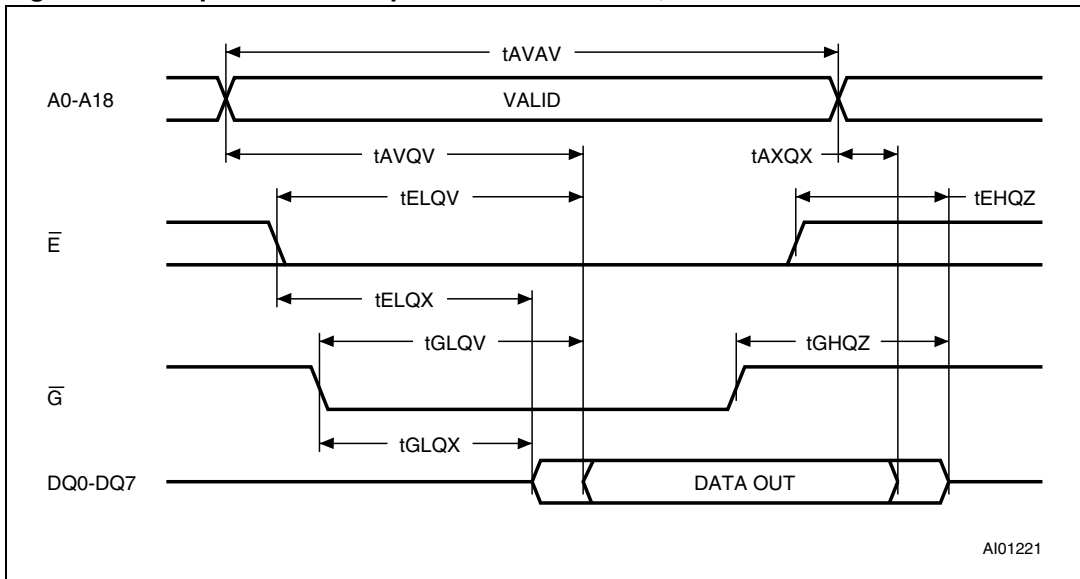 tAVAV
A0-A18
VALID
tAVQV
tAXQX
tELQV
tEHQZ
E̅
tELQX
tGLQV
tGHQZ
G̅
tGLQX
DQ0-DQ7
DATA OUT
AI01221